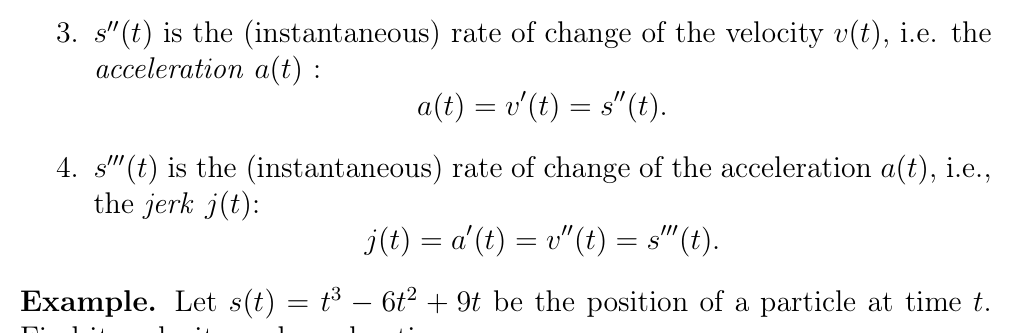 3. s″(t) is the (instantaneous) rate of change of the velocity v(t), i.e. the
acceleration a(t) :
a(t) = v′(t) = s″(t).
4. s‴(t) is the (instantaneous) rate of change of the acceleration a(t), i.e.,
the jerk j(t):
j(t) = a′(t) = v″(t) = s‴(t).
Example. Let s(t) = t³ − 6t² + 9t be the position of a particle at time t.